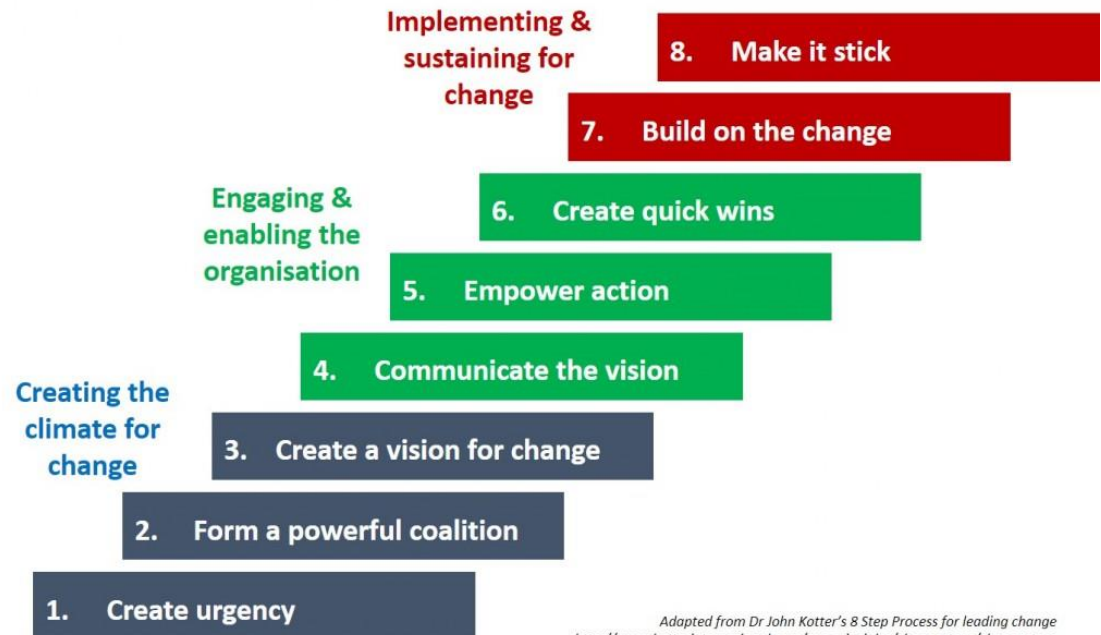 Implementing &
sustaining for
change
8. Make it stick
7. Build on the change
Engaging &
enabling the
organisation
6. Create quick wins
5. Empower action
4. Communicate the vision
Creating the
climate for
change
3. Create a vision for change
2. Form a powerful coalition
1. Create urgency
Adapted from Dr John Kotter's 8 Step Process for leading change